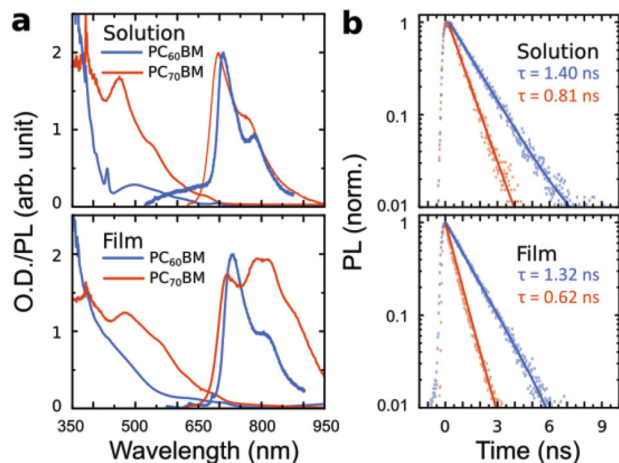 a
Solution
PC₆₀BM
PC₇₀BM
2
1
0
Film
PC₆₀BM
PC₇₀BM
2
1
0
350 500 650 800 950
Wavelength (nm)
O.D./PL (arb. unit)
b
1
0.1
0.01
Solution
τ = 1.40 ns
τ = 0.81 ns
1
0.1
0.01
Film
τ = 1.32 ns
τ = 0.62 ns
0 3 6 9
Time (ns)
PL (norm.)